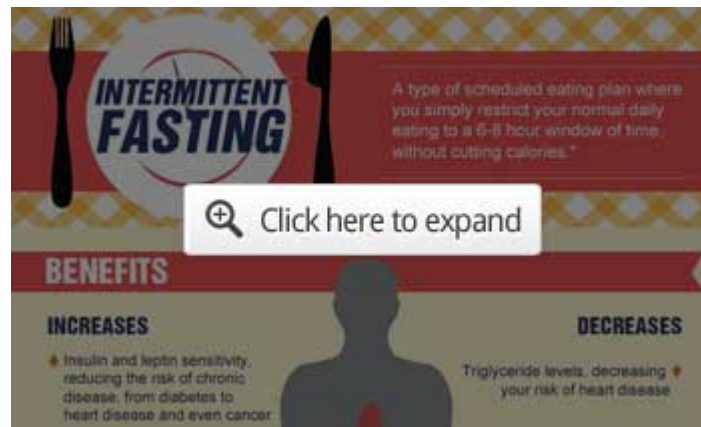 INTERMITTENT
FASTING
A type of scheduled eating plan where
you simply restrict your normal daily
eating to a 6-8 hour window of time,
without cutting calories.*
Click here to expand
BENEFITS
INCREASES
Insulin and leptin sensitivity,
reducing the risk of chronic
disease, from diabetes to
heart disease and even cancer
DECREASES
Triglyceride levels, decreasing
your risk of heart disease